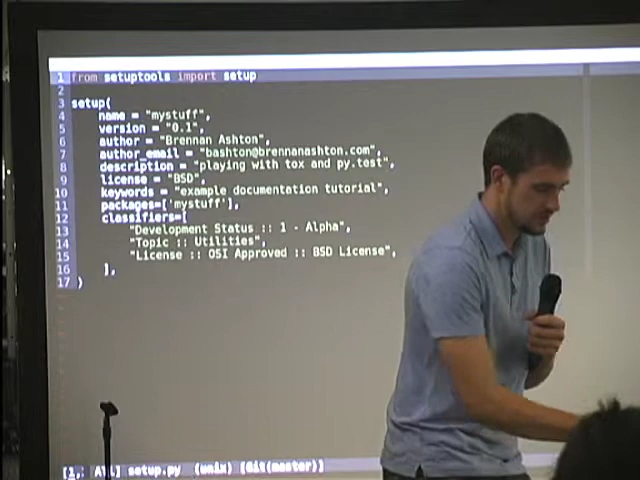 1 from setuptools import setup
2
3 setup(
4 name = "mystuff",
5 version = "0.1",
6 author = "Brennan Ashton",
7 author_email = "bashton@brennanashton.com",
8 description = "playing with tox and py.test",
9 license = "BSD",
10 keywords = "example documentation tutorial",
11 packages=['mystuff'],
12 classifiers=[
13 "Development Status :: 1 - Alpha",
14 "Topic :: Utilities",
15 "License :: OSI Approved :: BSD License",
16 ],
17 )
setup.py (unix) [Git(master)]